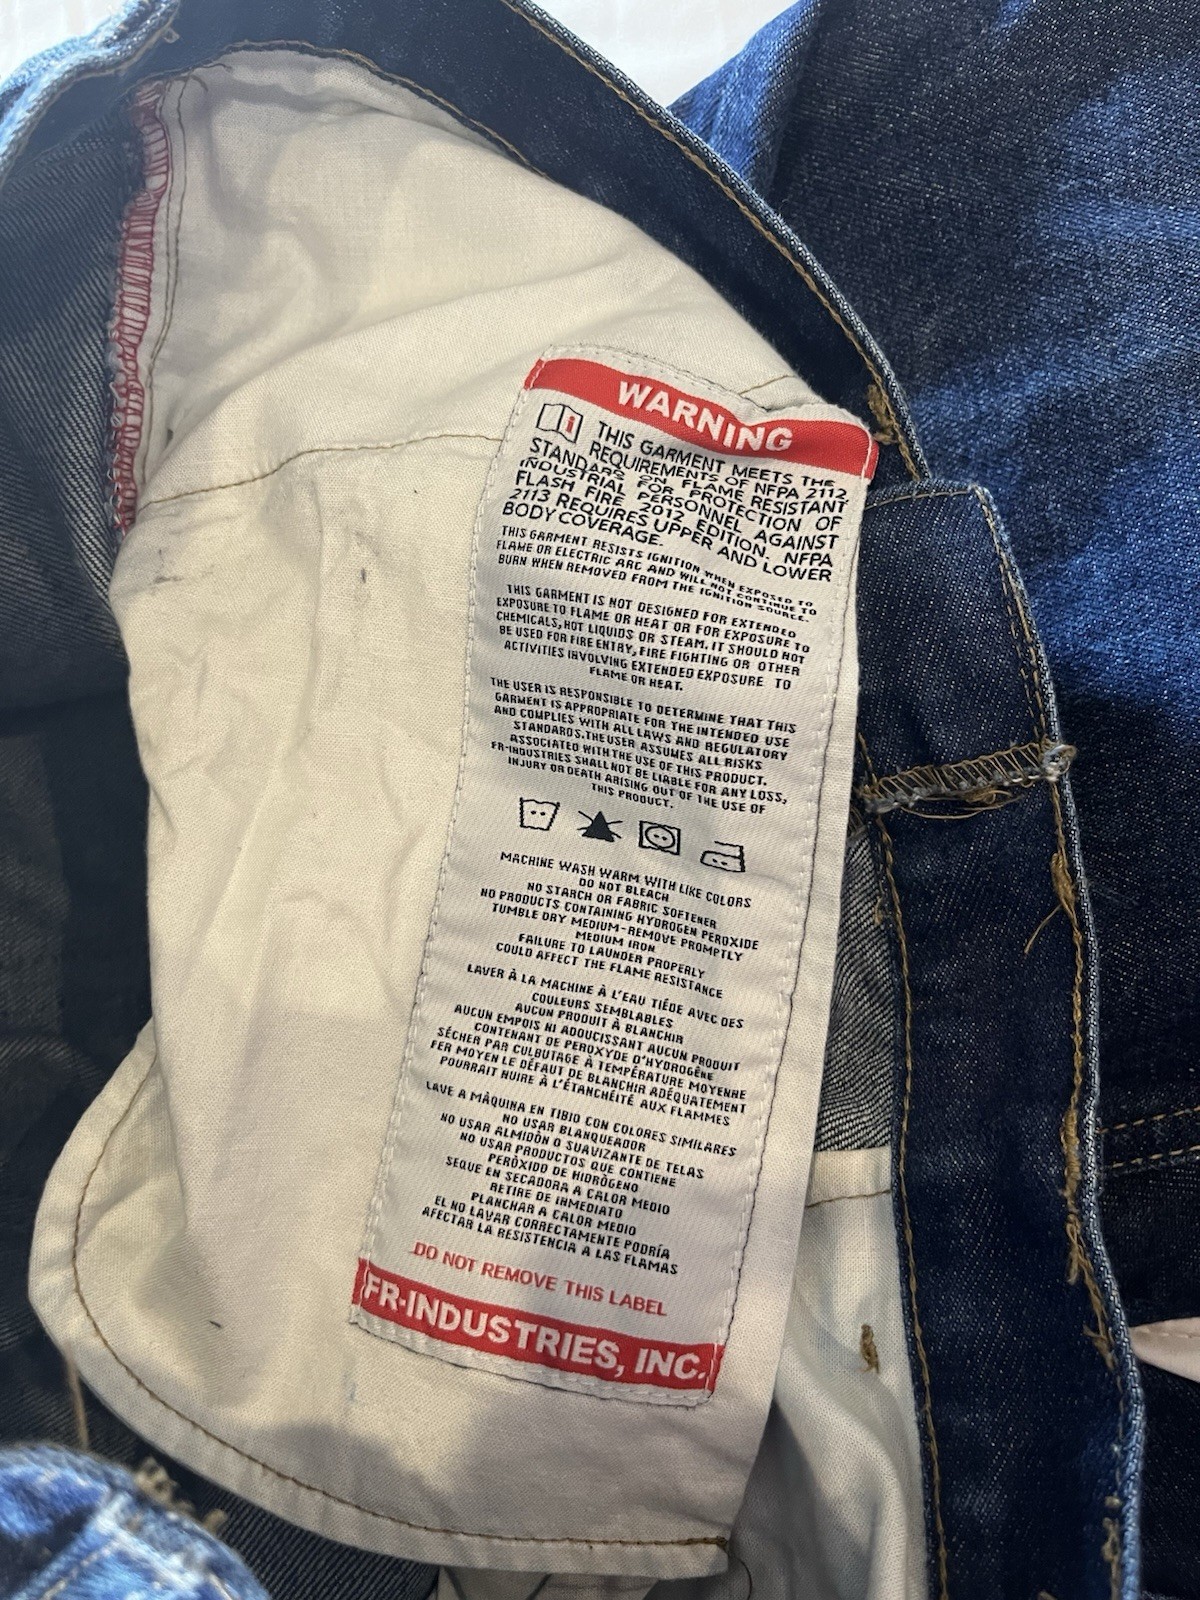 WARNING
THIS GARMENT MEETS THE
REQUIREMENTS OF NFPA 2112,
STANDARS ON FLAME RESISTANT
INDUSTRIAL FOR PROTECTION OF
FLASH FIRE PERSONNEL AGAINST
2012 EDITION. NFPA
2113 REQUIRES UPPER AND LOWER
BODY COVERAGE.
THIS GARMENT RESISTS IGNITION WHEN EXPOSED TO
FLAME OR ELECTRIC ARC AND WILL NOT CONTINUE TO
BURN WHEN REMOVED FROM THE IGNITION SOURCE.
THIS GARMENT IS NOT DESIGNED FOR EXTENDED
EXPOSURE TO FLAME OR HEAT OR FOR EXPOSURE TO
CHEMICALS, HOT LIQUIDS OR STEAM. IT SHOULD NOT
BE USED FOR FIRE ENTRY, FIRE FIGHTING OR OTHER
ACTIVITIES INVOLVING EXTENDED EXPOSURE TO
FLAME OR HEAT.
THE USER IS RESPONSIBLE TO DETERMINE THAT THIS
GARMENT IS APPROPRIATE FOR THE INTENDED USE
AND COMPLIES WITH ALL LAWS AND REGULATORY
STANDARDS.THE USER ASSUMES ALL RISKS
ASSOCIATED WITH THE USE OF THIS PRODUCT.
FR-INDUSTRIES SHALL NOT BE LIABLE FOR ANY LOSS,
INJURY OR DEATH ARISING OUT OF THE USE OF
THIS PRODUCT.
MACHINE WASH WARM WITH LIKE COLORS
DO NOT BLEACH
NO STARCH OR FABRIC SOFTENER
NO PRODUCTS CONTAINING HYDROGEN PEROXIDE
TUMBLE DRY MEDIUM-REMOVE PROMPTLY
MEDIUM IRON
FAILURE TO LAUNDER PROPERLY
COULD AFFECT THE FLAME RESISTANCE
LAVER À LA MACHINE À L'EAU TIÉDE AVEC DES
COULEURS SEMBLABLES
AUCUN PRODUIT À BLANCHIR
AUCUN EMPOIS NI ADOUCISSANT AUCUN PRODUIT
CONTENANT DE PEROXYDE D'HYDROGÈNE
SÉCHER PAR CULBUTAGE À TEMPÉRATURE MOYENNE
FER MOYEN LE DÉFAUT DE BLANCHIR ADÉQUATEMENT
POURRAIT NUIRE À L'ÉTANCHÉITÉ AUX FLAMMES
LAVE A MÀQUINA EN TIBIO CON COLORES SIMILARES
NO USAR BLANQUEADOR
NO USAR ALMIDÒN O SUAVIZANTE DE TELAS
NO USAR PRODUCTOS QUE CONTIENE
PERÒXIDO DE HIDRÒGENO
SEQUE EN SECADORA A CALOR MEDIO
RETIRE DE INMEDIATO
PLANCHAR A CALOR MEDIO
EL NO LAVAR CORRECTAMENTE PODRÍA
AFECTAR LA RESISTENCIA A LAS FLAMAS
DO NOT REMOVE THIS LABEL
FR-INDUSTRIES, INC.